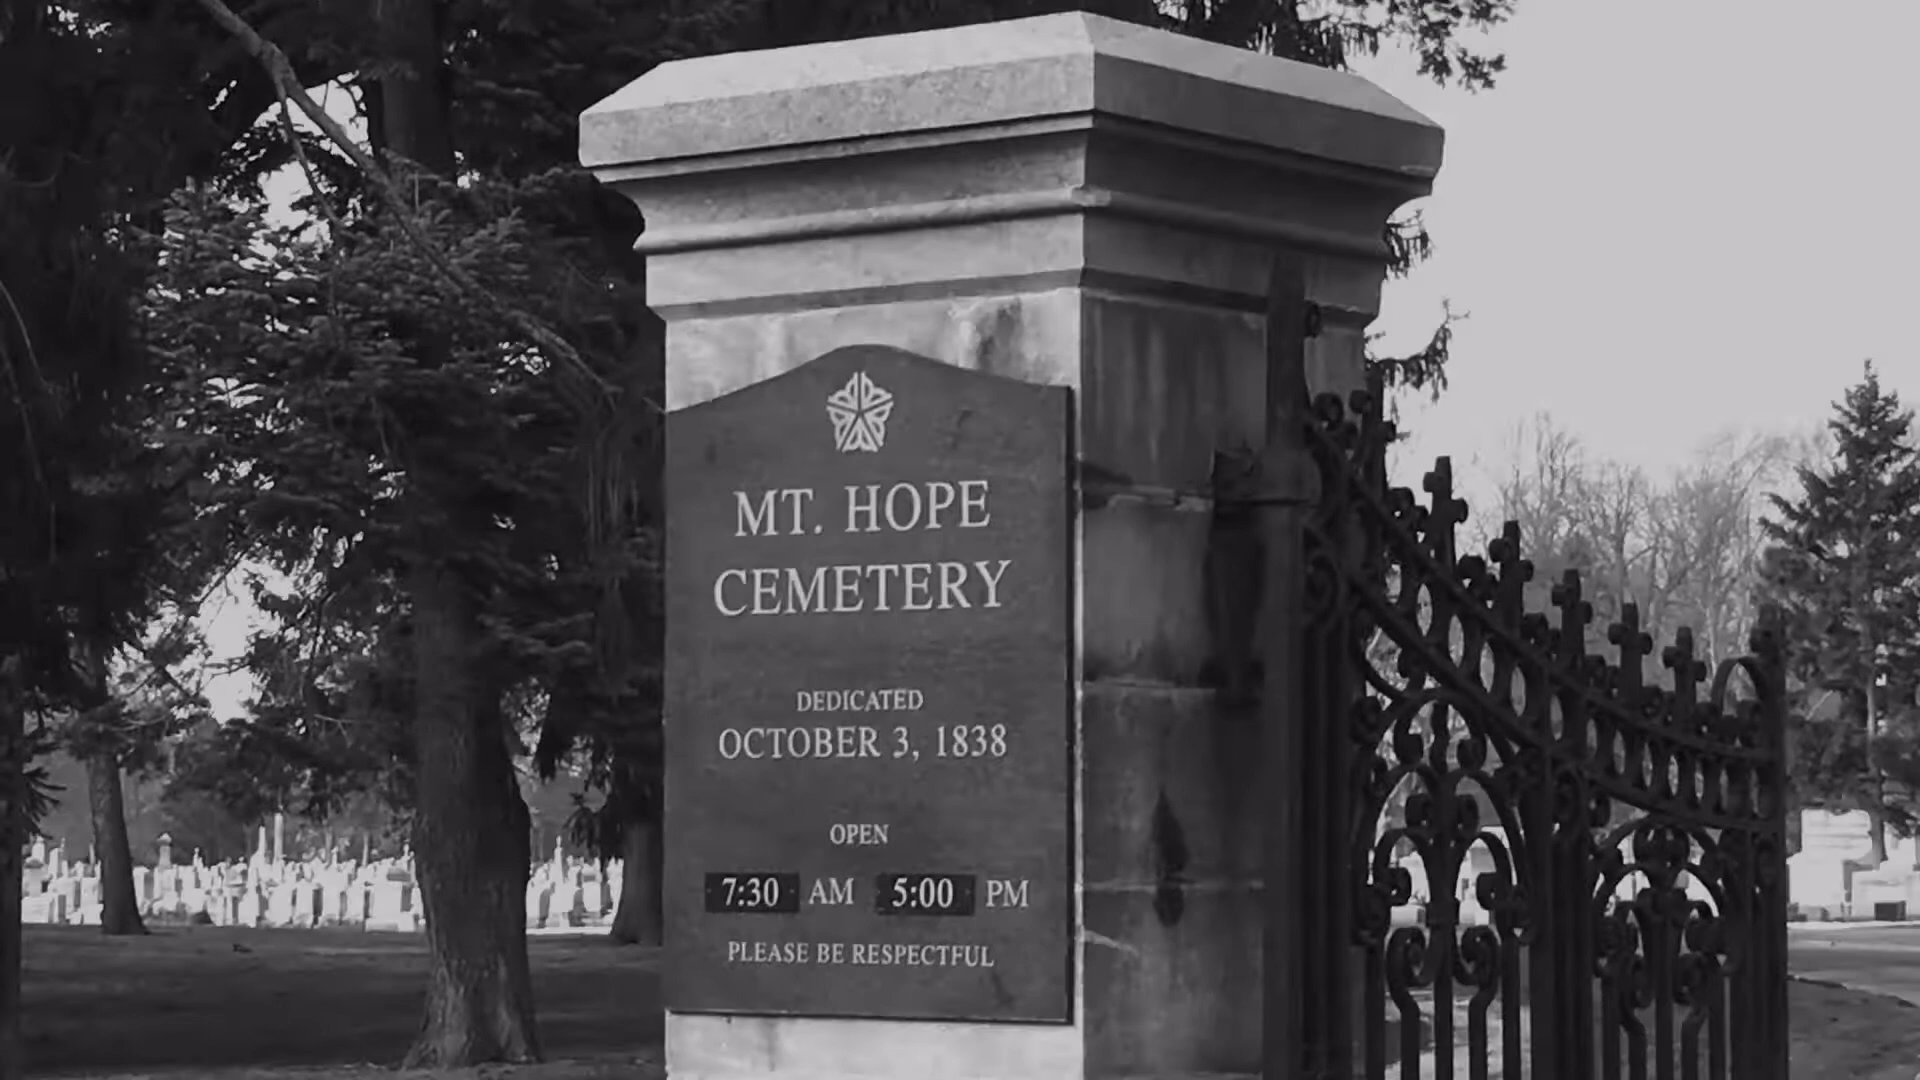 MT. HOPE
CEMETERY
DEDICATED
OCTOBER 3, 1838
OPEN
7:30 AM 5:00 PM
PLEASE BE RESPECTFUL